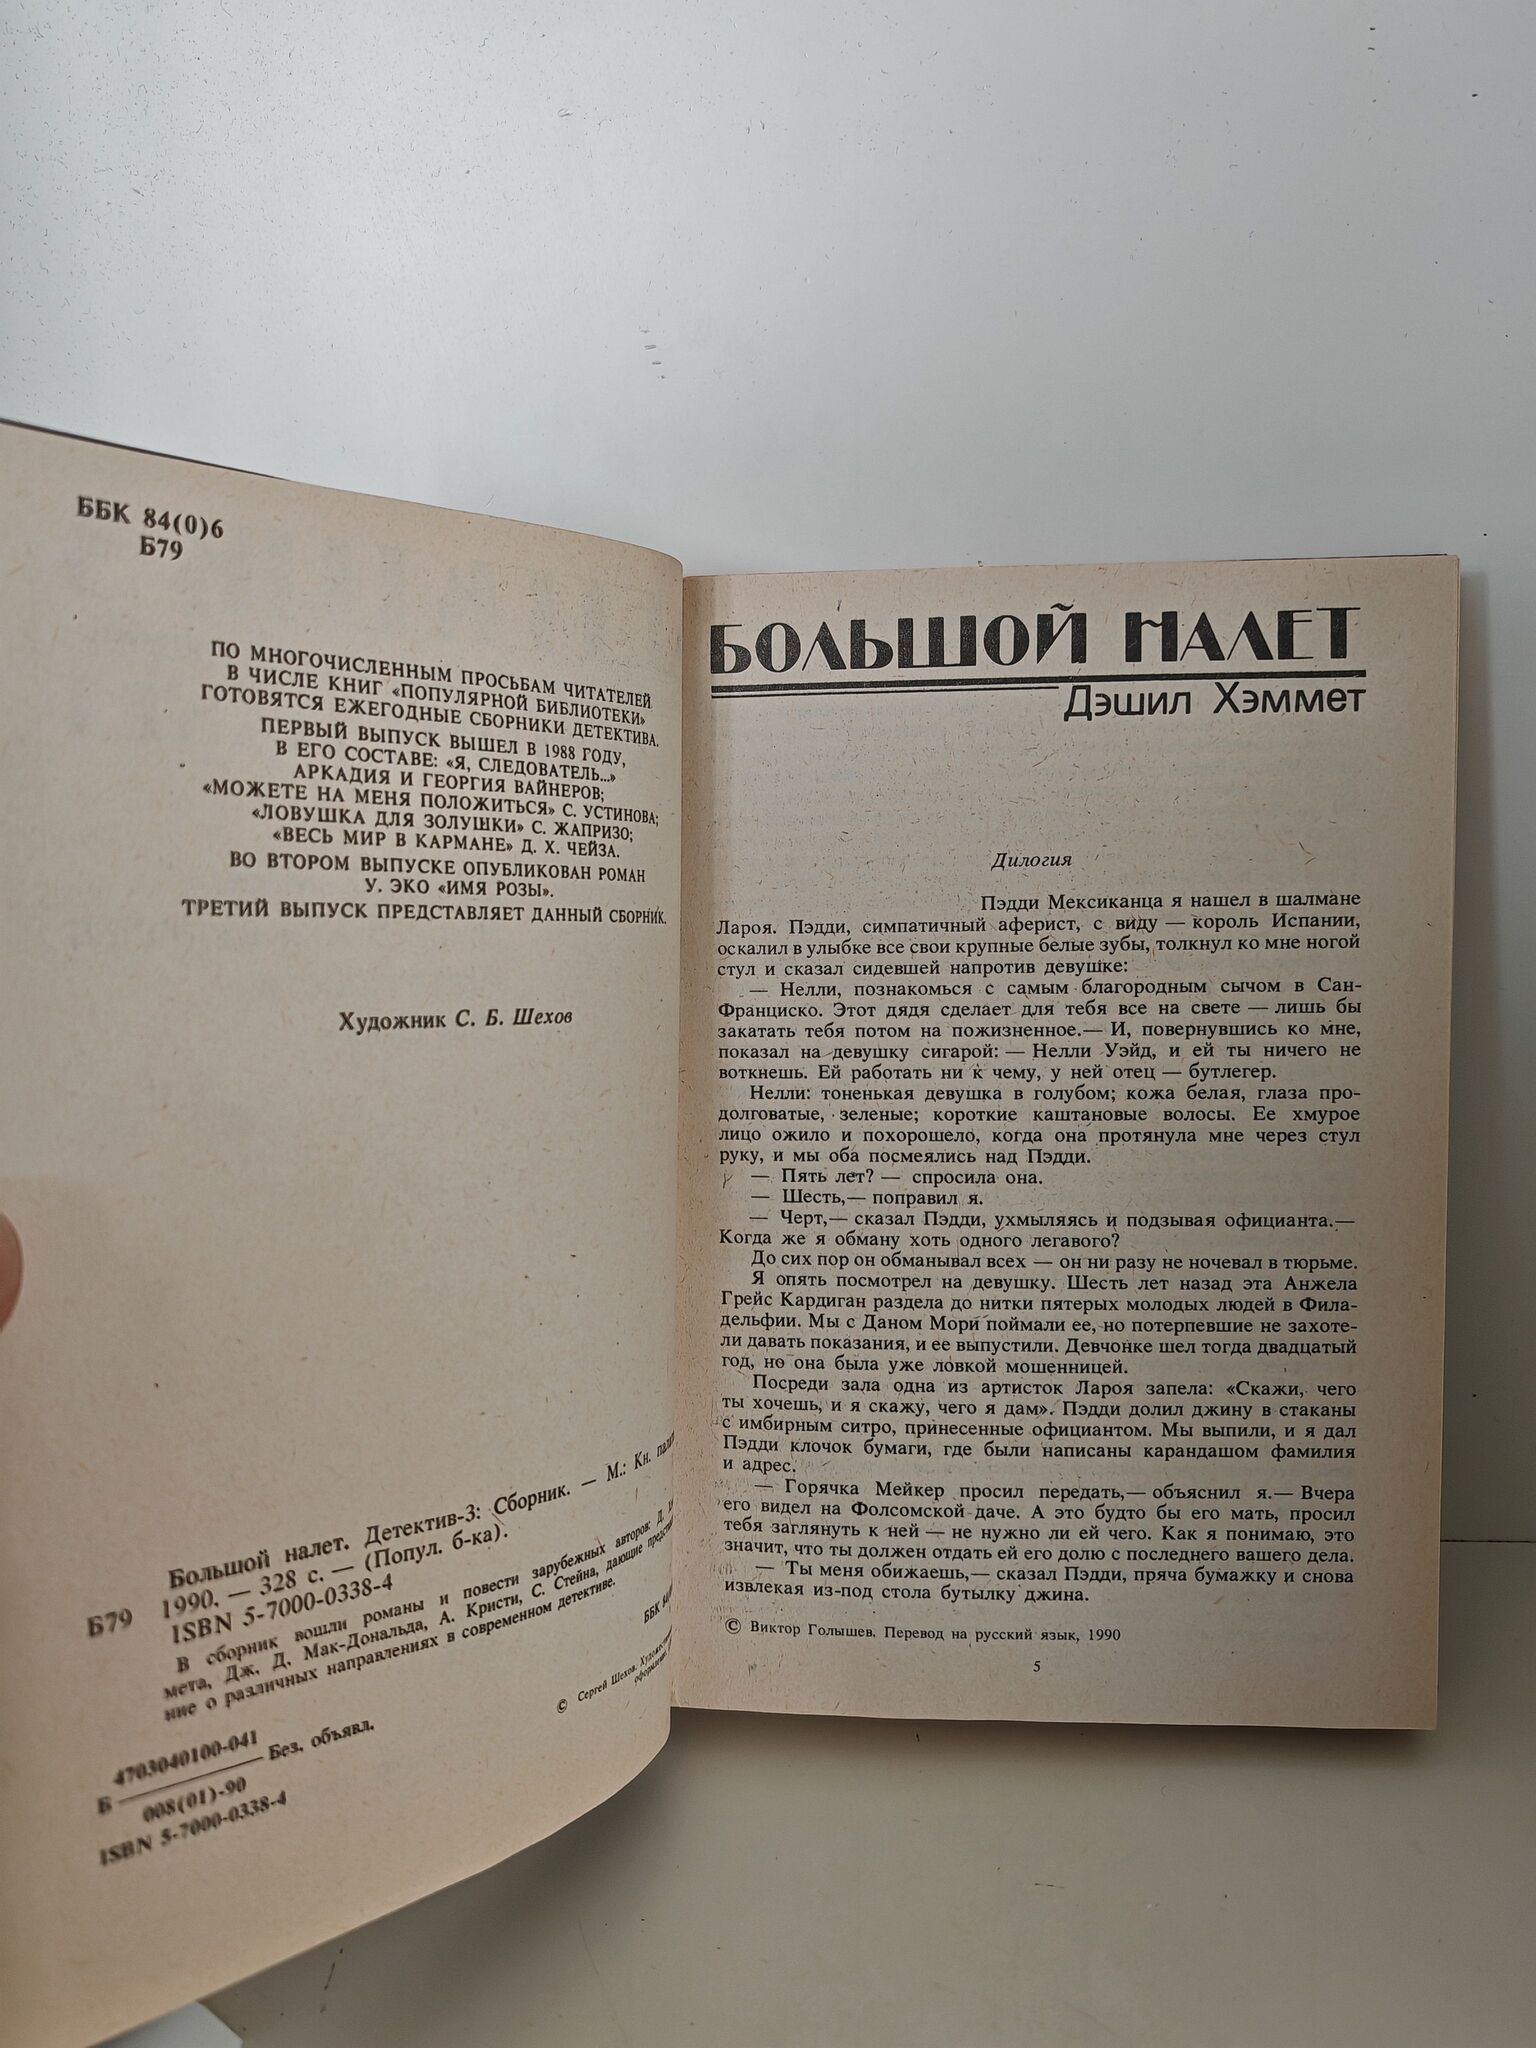 ББК 84(0)6
Б79
ПО МНОГОЧИСЛЕННЫМ ПРОСЬБАМ ЧИТАТЕЛЕЙ
В ЧИСЛЕ КНИГ «ПОПУЛЯРНОЙ БИБЛИОТЕКИ»
ГОТОВЯТСЯ ЕЖЕГОДНЫЕ СБОРНИКИ ДЕТЕКТИВА.
ПЕРВЫЙ ВЫПУСК ВЫШЕЛ В 1988 ГОДУ,
В ЕГО СОСТАВЕ: «Я, СЛЕДОВАТЕЛЬ...»
АРКАДИЯ И ГЕОРГИЯ ВАЙНЕРОВ;
«МОЖЕТЕ НА МЕНЯ ПОЛОЖИТЬСЯ» С. УСТИНОВА;
«ЛОВУШКА ДЛЯ ЗОЛУШКИ» С. ЖАПРИЗО;
«ВЕСЬ МИР В КАРМАНЕ» Д. Х. ЧЕЙЗА.
ВО ВТОРОМ ВЫПУСКЕ ОПУБЛИКОВАН РОМАН
У. ЭКО «ИМЯ РОЗЫ».
ТРЕТИЙ ВЫПУСК ПРЕДСТАВЛЯЕТ ДАННЫЙ СБОРНИК.
Художник С. Б. Шехов
Большой налет. Детектив-3: Сборник. — М.: Кн.
Б79 1990. — 328 с. — (Попул. б-ка).
ISBN 5-7000-0338-4
В сборник вошли романы и повести зарубежных авторов: Д.
мета, Дж. Д. Мак-Дональда, А. Кристи, С. Стейна, дающие
ние о различных направлениях в современном детективе.
ББК
© Сергей Шехов.
4703040100-041
Б Без. объявл.
008(01)-90
ISBN 5-7000-0338-4
БОЛЬШОЙ НАЛЕТ
Дэшил Хэммет
Дилогия
Пэдди Мексиканца я нашел в шалмане
Лароя. Пэдди, симпатичный аферист, с виду — король Испании,
оскалил в улыбке все свои крупные белые зубы, толкнул ко мне ногой
стул и сказал сидевшей напротив девушке:
— Нелли, познакомься с самым благородным сычом в Сан-
Франциско. Этот дядя сделает для тебя все на свете — лишь бы
закатать тебя потом на пожизненное.— И, повернувшись ко мне,
показал на девушку сигарой: — Нелли Уэйд, и ей ты ничего не
воткнешь. Ей работать ни к чему, у ней отец — бутлегер.
Нелли: тоненькая девушка в голубом; кожа белая, глаза про-
долговатые, зеленые; короткие каштановые волосы. Ее хмурое
лицо ожило и похорошело, когда она протянула мне через стул
руку, и мы оба посмеялись над Пэдди.
— Пять лет? — спросила она.
— Шесть,— поправил я.
— Черт,— сказал Пэдди, ухмыляясь и подзывая официанта.—
Когда же я обману хоть одного легавого?
До сих пор он обманывал всех — он ни разу не ночевал в тюрьме.
Я опять посмотрел на девушку. Шесть лет назад эта Анжела
Грейс Кардиган раздела до нитки пятерых молодых людей в Фила-
дельфии. Мы с Даном Мори поймали ее, но потерпевшие не захоте-
ли давать показания, и ее выпустили. Девчонке шел тогда двадцатый
год, но она была уже ловкой мошенницей.
Посреди зала одна из артисток Лароя запела: «Скажи, чего
ты хочешь, и я скажу, чего я дам». Пэдди долил джину в стаканы
с имбирным ситро, принесенные официантом. Мы выпили, и я дал
Пэдди клочок бумаги, где были написаны карандашом фамилия
и адрес.
— Горячка Мейкер просил передать,— объяснил я.— Вчера
его видел на Фолсомской даче. А это будто бы его мать, просил
тебя заглянуть к ней — не нужно ли ей чего. Как я понимаю, это
значит, что ты должен отдать ей его долю с последнего вашего дела.
— Ты меня обижаешь,— сказал Пэдди, пряча бумажку и снова
извлекая из-под стола бутылку джина.
© Виктор Голышев. Перевод на русский язык, 1990
5